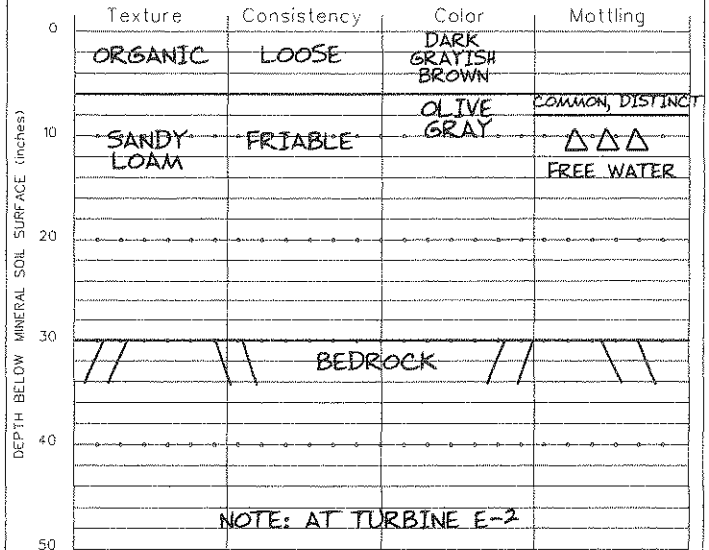 Texture Consistency Color Mottling
0
ORGANIC LOOSE DARK
GRAYISH
BROWN
OLIVE
GRAY
COMMON, DISTINCT
10
SANDY
LOAM
FRIABLE
FREE WATER
20
30
BEDROCK
40
NOTE: AT TURBINE E-2
50
DEPTH BELOW MINERAL SOIL SURFACE (inches)